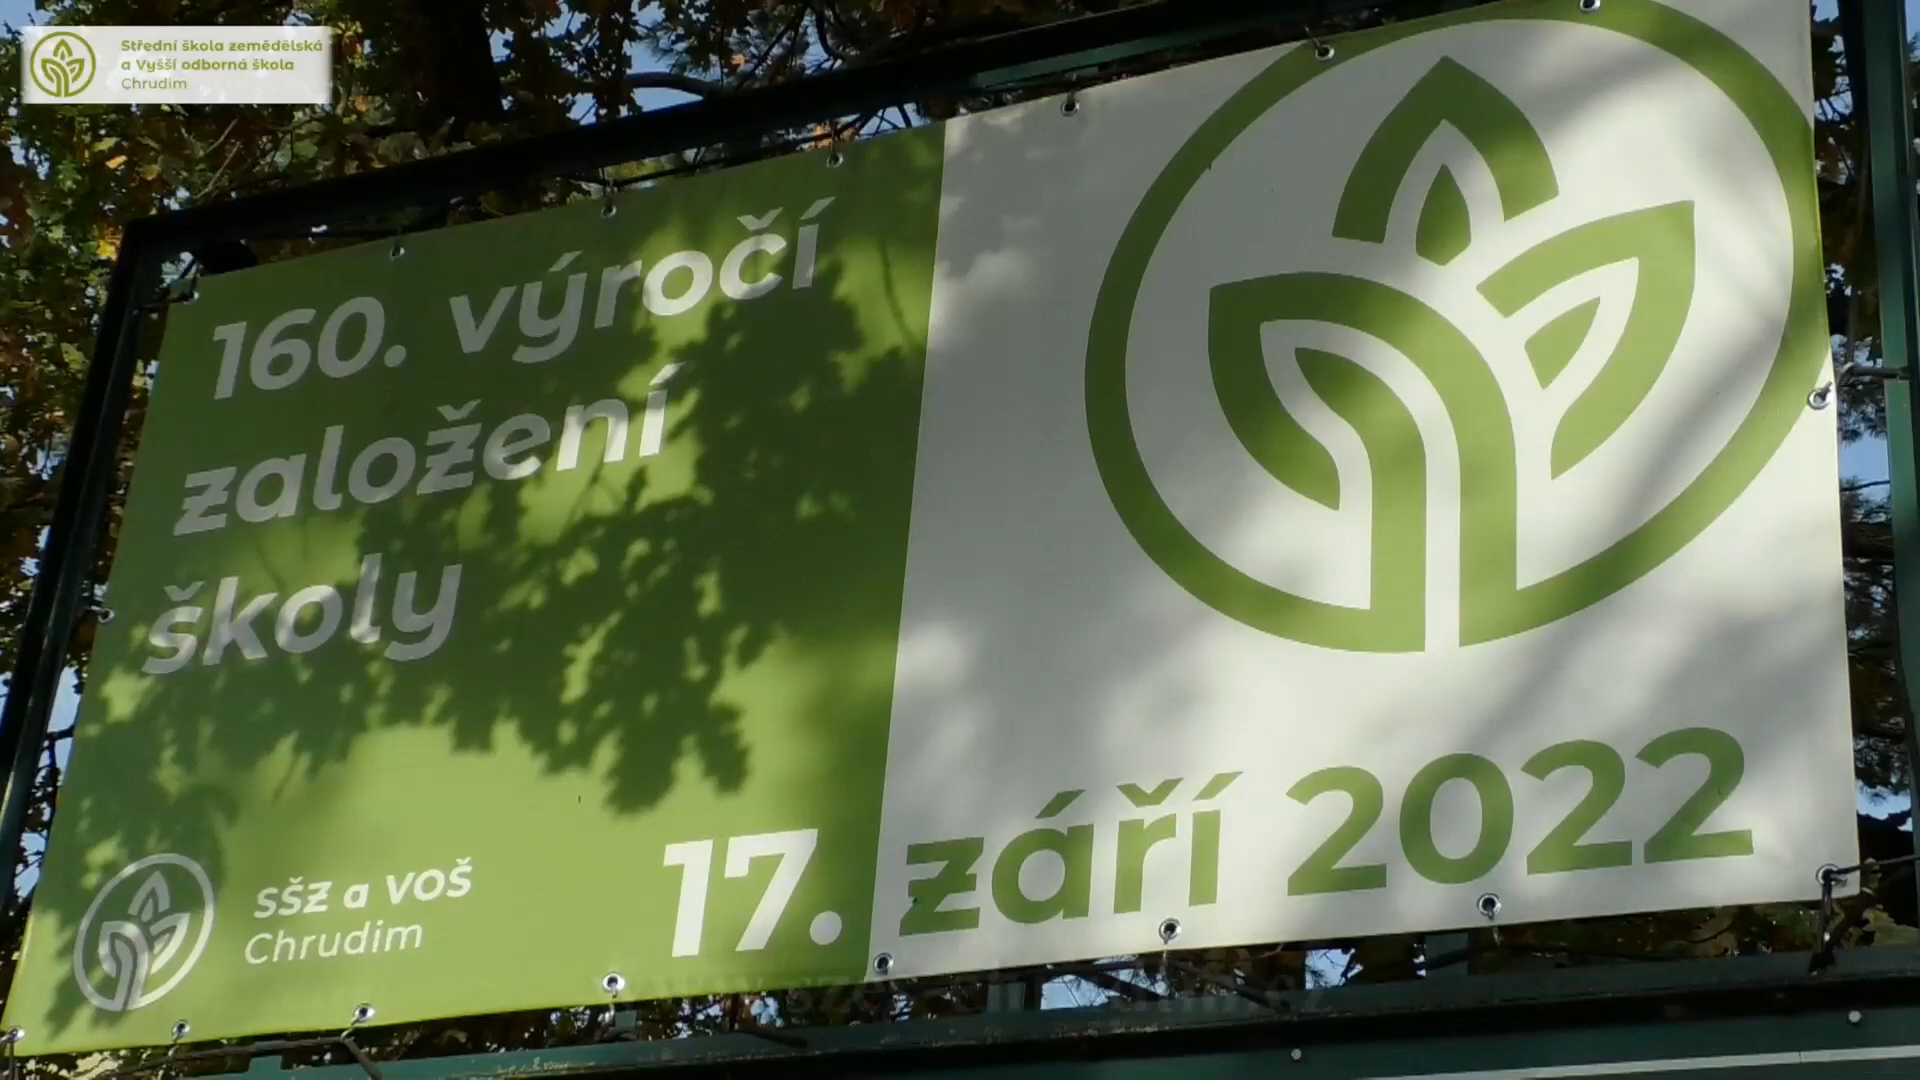 Střední škola zemědělská
a Vyšší odborná škola
Chrudim
160. výročí
založení
školy
SŠZ a VOŠ
Chrudim
17. září 2022